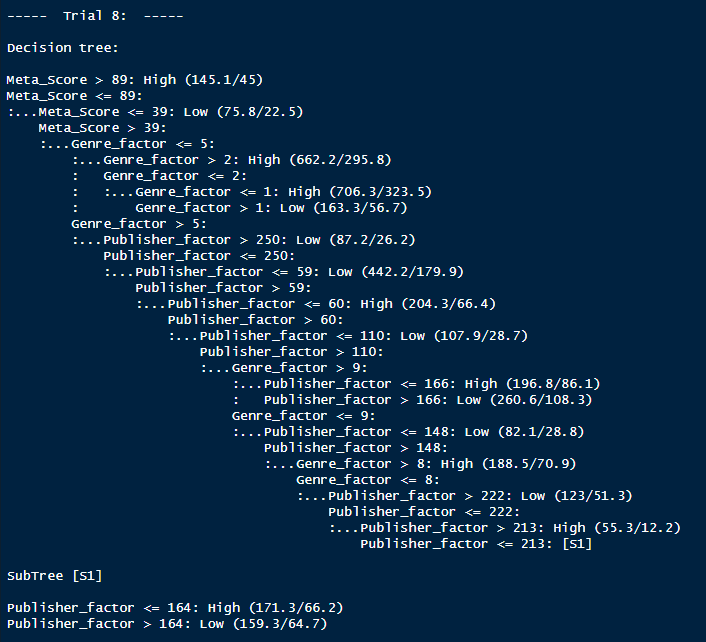 -----  Trial 8:  -----
Decision tree:
Meta_Score > 89: High (145.1/45)
Meta_Score <= 89:
:...Meta_Score <= 39: Low (75.8/22.5)
    Meta_Score > 39:
    :...Genre_factor <= 5:
        :...Genre_factor > 2: High (662.2/295.8)
        :   Genre_factor <= 2:
        :   :...Genre_factor <= 1: High (706.3/323.5)
        :       Genre_factor > 1: Low (163.3/56.7)
        Genre_factor > 5:
        :...Publisher_factor > 250: Low (87.2/26.2)
            Publisher_factor <= 250:
            :...Publisher_factor <= 59: Low (442.2/179.9)
                Publisher_factor > 59:
                :...Publisher_factor <= 60: High (204.3/66.4)
                    Publisher_factor > 60:
                    :...Publisher_factor <= 110: Low (107.9/28.7)
                        Publisher_factor > 110:
                        :...Genre_factor > 9:
                            :...Publisher_factor <= 166: High (196.8/86.1)
                            :   Publisher_factor > 166: Low (260.6/108.3)
                            Genre_factor <= 9:
                            :...Publisher_factor <= 148: Low (82.1/28.8)
                                Publisher_factor > 148:
                                :...Genre_factor > 8: High (188.5/70.9)
                                    Genre_factor <= 8:
                                    :...Publisher_factor > 222: Low (123/51.3)
                                        Publisher_factor <= 222:
                                        :...Publisher_factor > 213: High (55.3/12.2)
                                            Publisher_factor <= 213: [S1]
SubTree [S1]
Publisher_factor <= 164: High (171.3/66.2)
Publisher_factor > 164: Low (159.3/64.7)